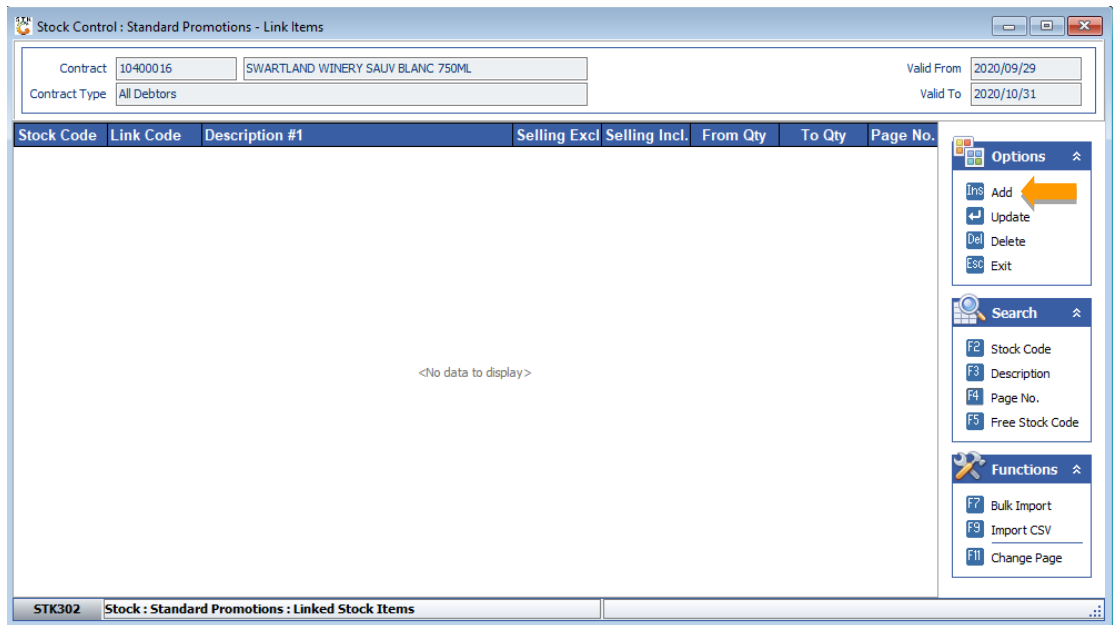 STK
Stock Control : Standard Promotions - Link Items
Contract 10400016 SWARTLAND WINERY SAUV BLANC 750ML Valid From 2020/09/29
Contract Type All Debtors Valid To 2020/10/31
Stock Code Link Code Description #1 Selling Excl Selling Incl. From Qty To Qty Page No.
<No data to display>
Options
Ins Add
Update
Del Delete
Esc Exit
Search
F2 Stock Code
F3 Description
F4 Page No.
F5 Free Stock Code
Functions
F7 Bulk Import
F9 Import CSV
F11 Change Page
STK302 Stock : Standard Promotions : Linked Stock Items